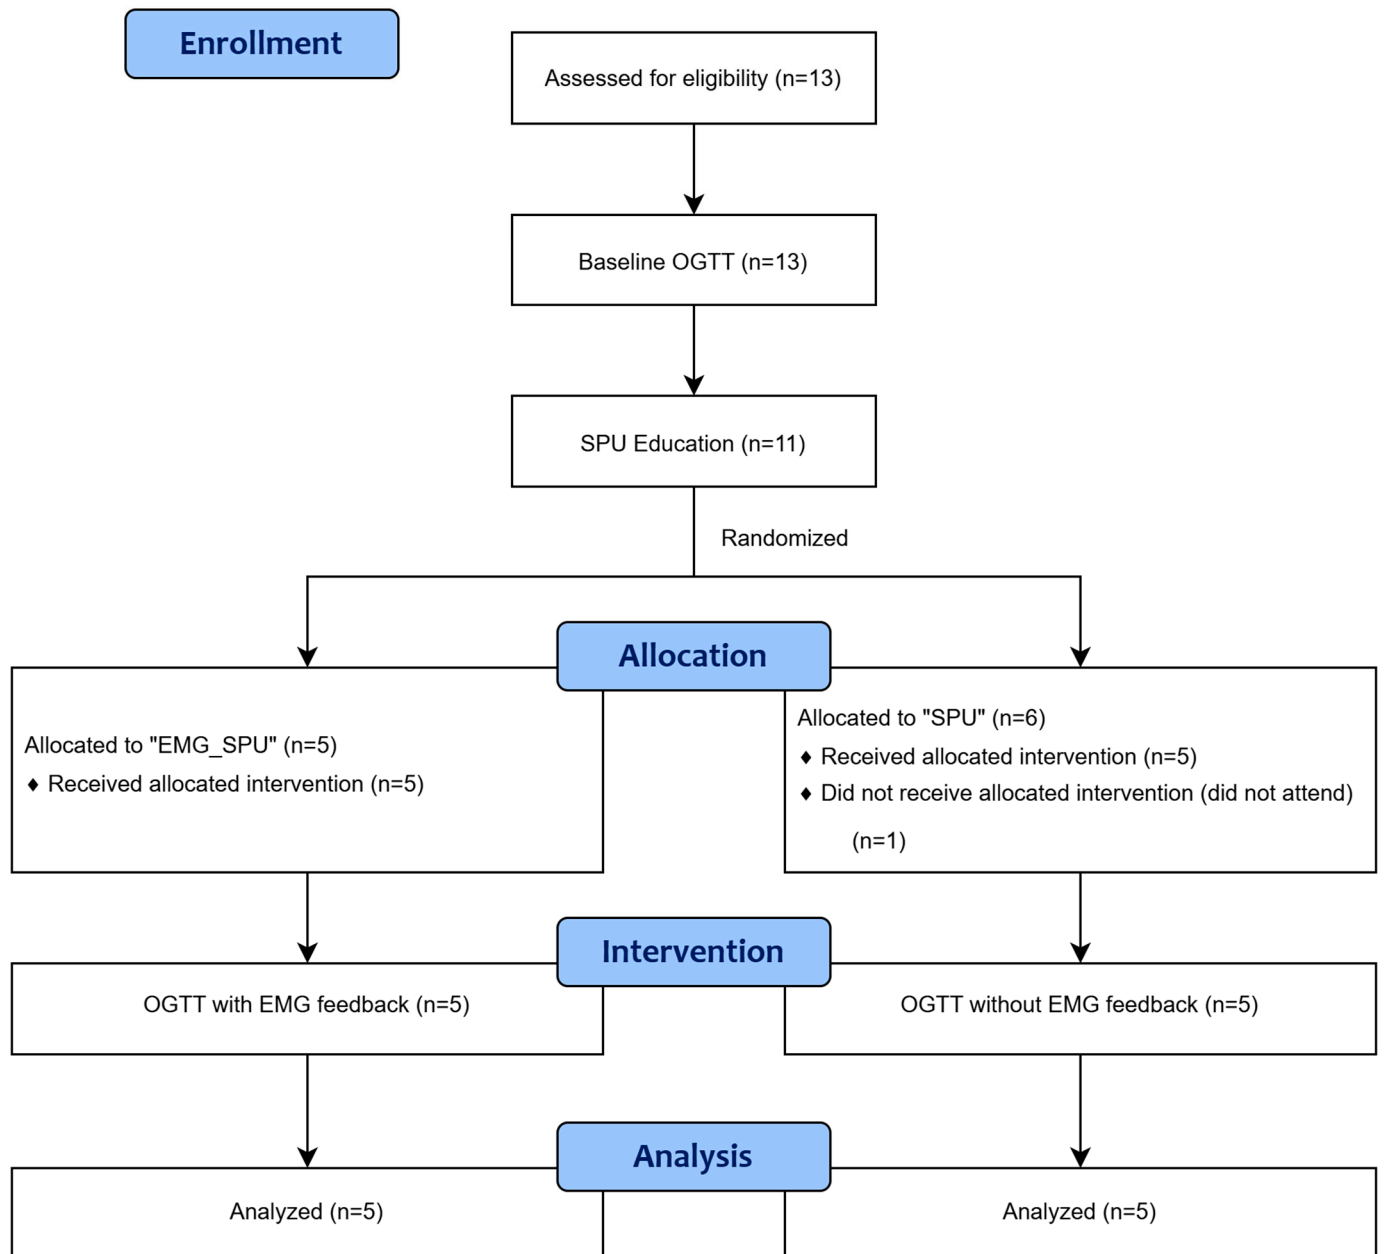 Enrollment
Assessed for eligibility (n=13)
Baseline OGTT (n=13)
SPU Education (n=11)
Randomized
Allocation
Allocated to "EMG_SPU" (n=5)
♦ Received allocated intervention (n=5)
Allocated to "SPU" (n=6)
♦ Received allocated intervention (n=5)
♦ Did not receive allocated intervention (did not attend)
(n=1)
Intervention
OGTT with EMG feedback (n=5)
OGTT without EMG feedback (n=5)
Analysis
Analyzed (n=5)
Analyzed (n=5)